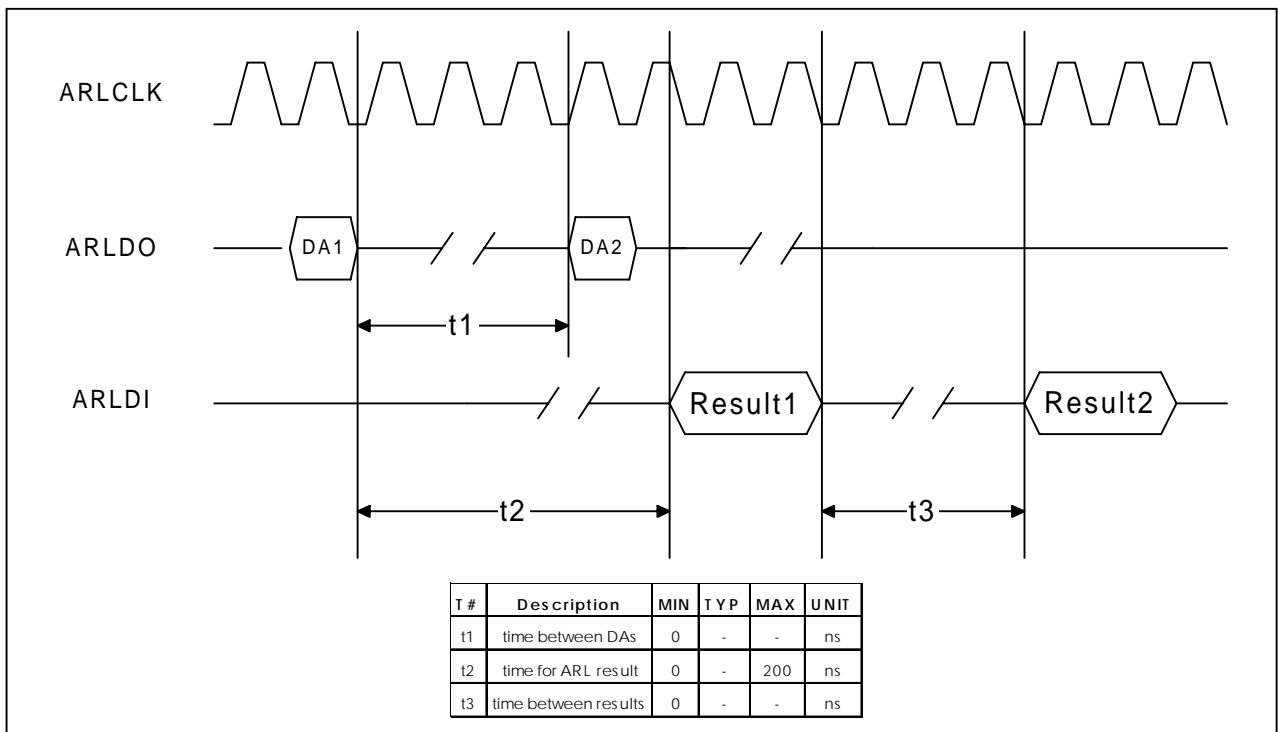 ARLCLK
ARLDO
DA1
DA2
t1
ARLDI
Result1
Result2
t2
t3
T # Description MIN TYP MAX UNIT
t1 time between DAs 0 - - ns
t2 time for ARL result 0 - 200 ns
t3 time between results 0 - - ns